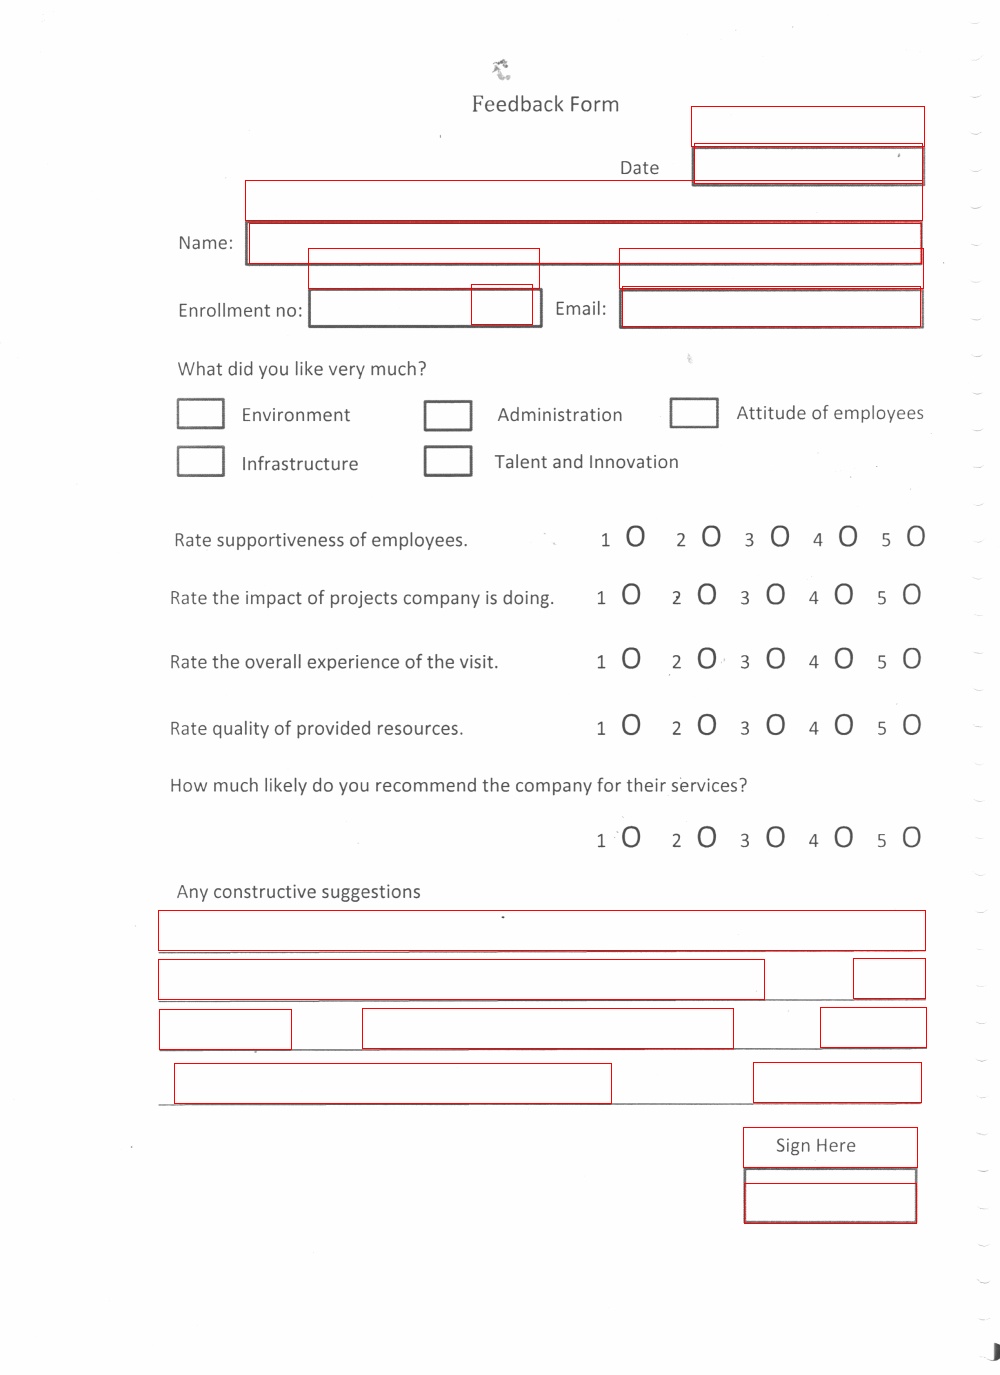 Feedback Form
Date
Name:
Enrollment no: Email:
What did you like very much?
Environment Administration Attitude of employees
Infrastructure Talent and Innovation
Rate supportiveness of employees. 1 O 2 O 3 O 4 O 5 O
Rate the impact of projects company is doing. 1 O 2 O 3 O 4 O 5 O
Rate the overall experience of the visit. 1 O 2 O 3 O 4 O 5 O
Rate quality of provided resources. 1 O 2 O 3 O 4 O 5 O
How much likely do you recommend the company for their services?
1 O 2 O 3 O 4 O 5 O
Any constructive suggestions
Sign Here